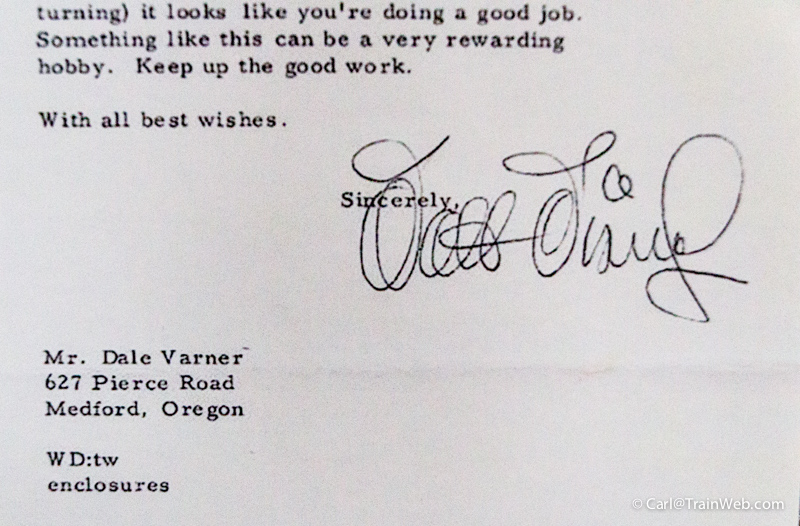 turning) it looks like you're doing a good job.
Something like this can be a very rewarding
hobby. Keep up the good work.
With all best wishes.
Sincerely,
Walt Disney
Mr. Dale Varner
627 Pierce Road
Medford, Oregon
WD:tw
enclosures
© Carl@TrainWeb.com